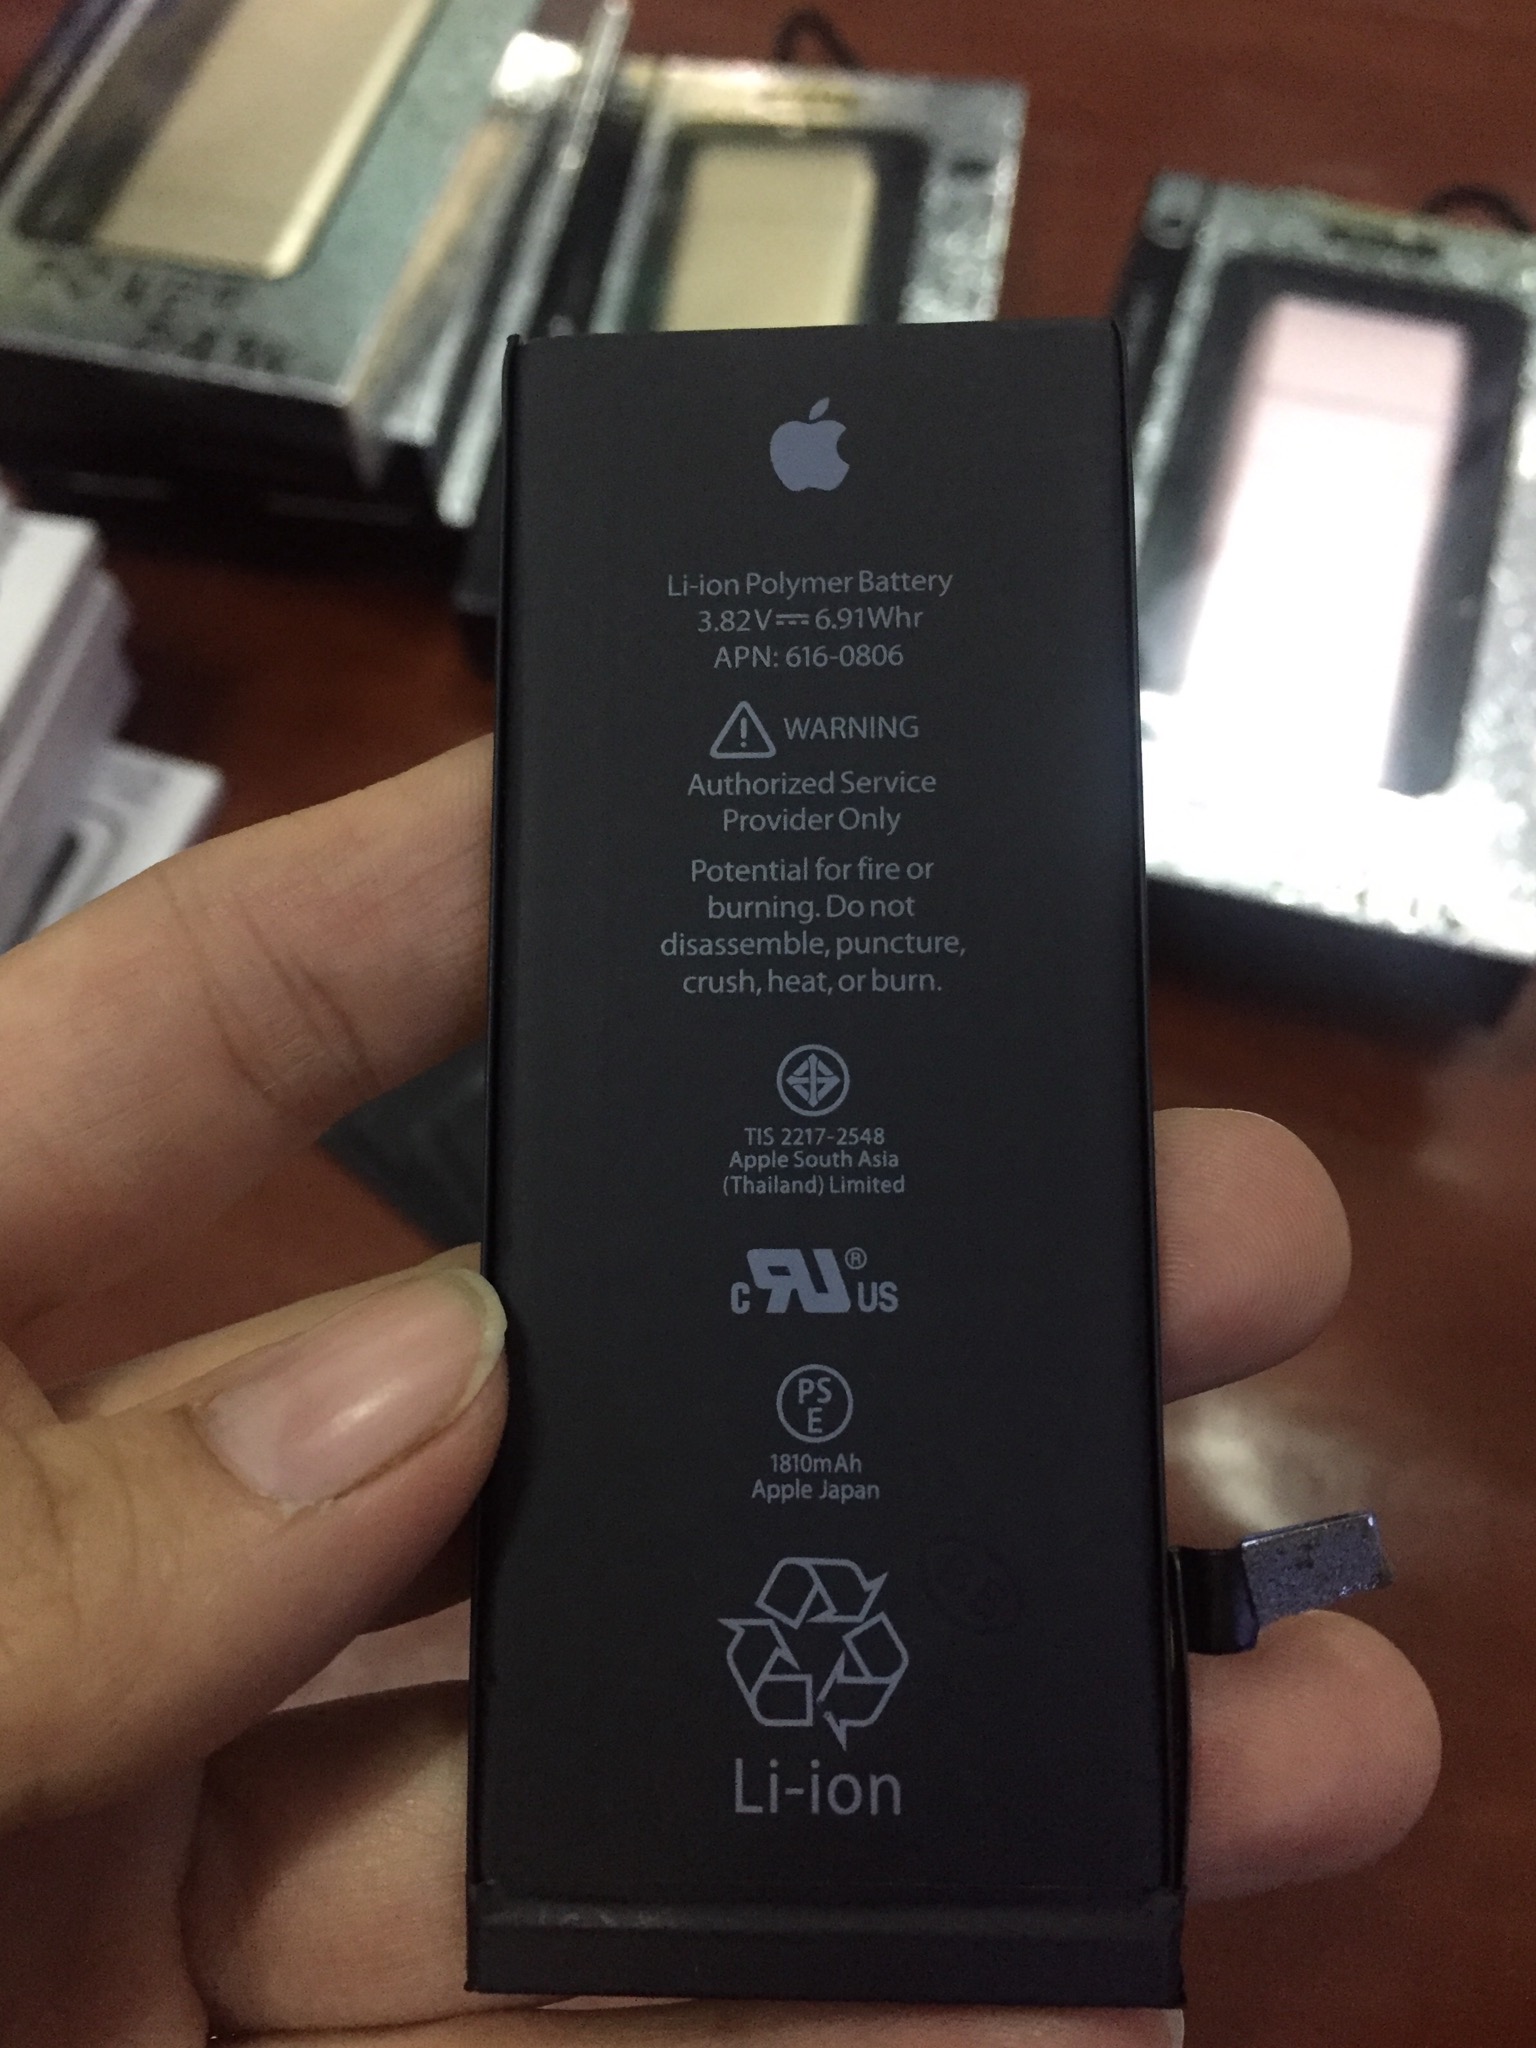 Li-ion Polymer Battery
3.82V⎓6.91Whr
APN: 616-0806
WARNING
Authorized Service
Provider Only
Potential for fire or
burning. Do not
disassemble, puncture,
crush, heat, or burn.
TIS 2217-2548
Apple South Asia
(Thailand) Limited
c RU® US
PS
E
1810mAh
Apple Japan
Li-ion